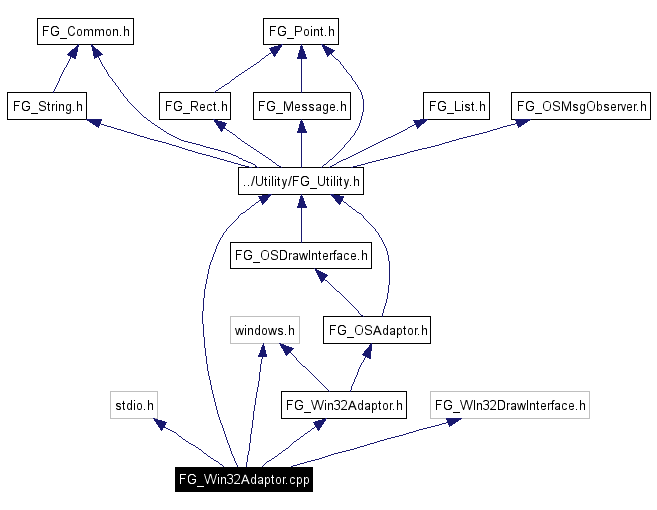 FG_Common.h
FG_Point.h
FG_String.h
FG_Rect.h
FG_Message.h
FG_List.h
FG_OSMsgObserver.h
../Utility/FG_Utility.h
FG_OSDrawInterface.h
windows.h
FG_OSAdaptor.h
stdio.h
FG_Win32Adaptor.h
FG_WIn32DrawInterface.h
FG_Win32Adaptor.cpp